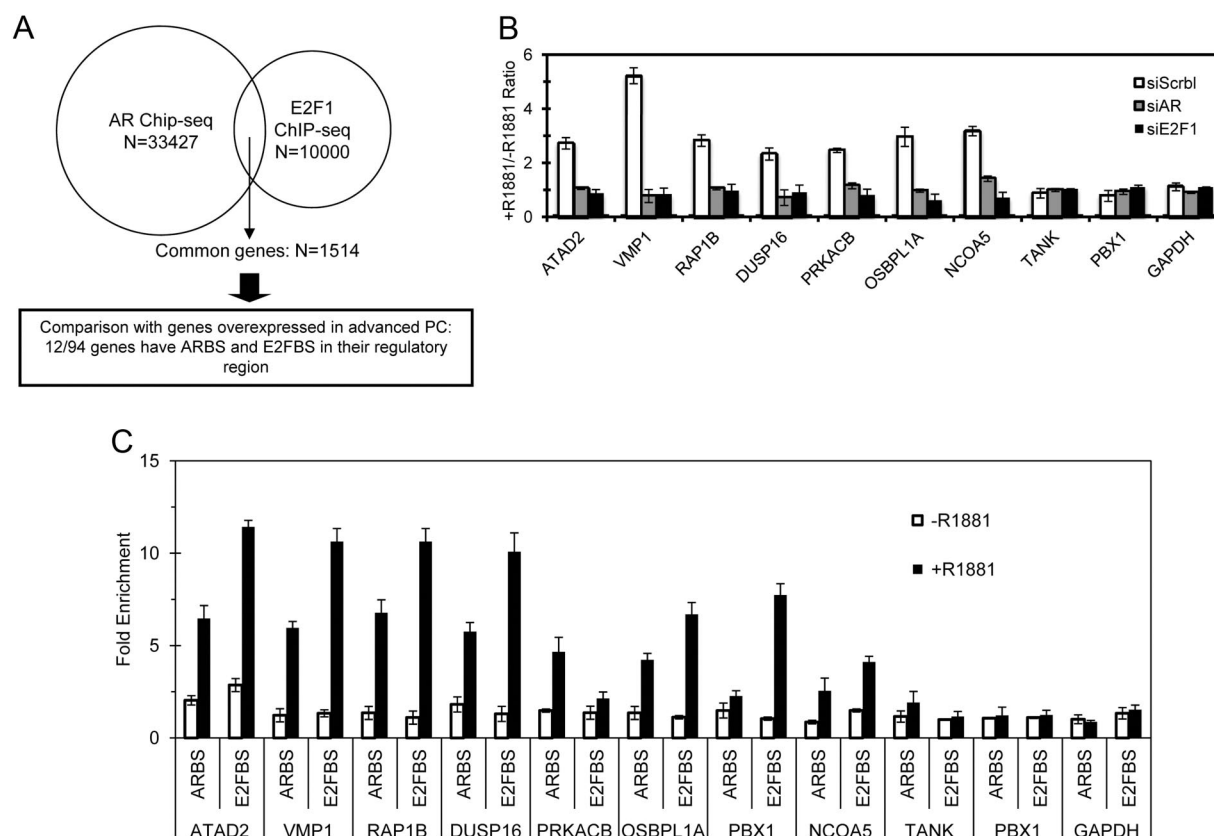 A
AR Chip-seq
N=33427
E2F1
ChIP-seq
N=10000
Common genes: N=1514
Comparison with genes overexpressed in advanced PC:
12/94 genes have ARBS and E2FBS in their regulatory
region
B
+R1881/-R1881 Ratio
6
4
2
0
siScrbl
siAR
siE2F1
ATAD2
VMP1
RAP1B
DUSP16
PRKACB
OSBPL1A
NCOA5
TANK
PBX1
GAPDH
C
Fold Enrichment
15
10
5
0
-R1881
+R1881
ARBS E2FBS ARBS E2FBS ARBS E2FBS ARBS E2FBS ARBS E2FBS ARBS E2FBS ARBS E2FBS ARBS E2FBS ARBS E2FBS ARBS E2FBS ARBS E2FBS
ATAD2 VMP1 RAP1B DUSP16 PRKACB OSBPL1A PBX1 NCOA5 TANK PBX1 GAPDH